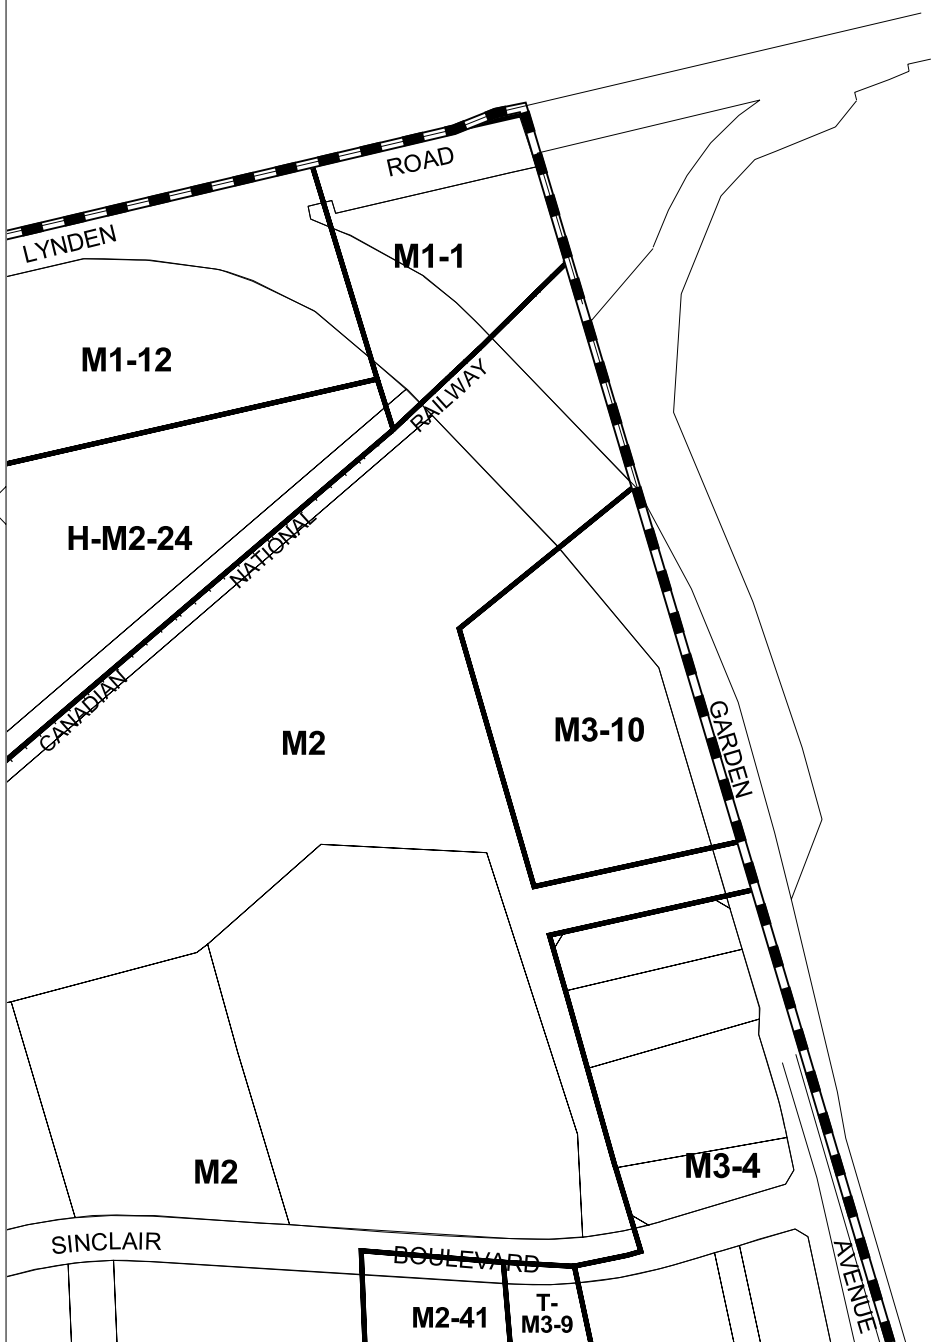 ROAD
LYNDEN
M1-1
M1-12
RAILWAY
H-M2-24
NATIONAL
CANADIAN
M2
M3-10
GARDEN
M2
M3-4
SINCLAIR
BOULEVARD
AVENUE
M2-41
T-
M3-9